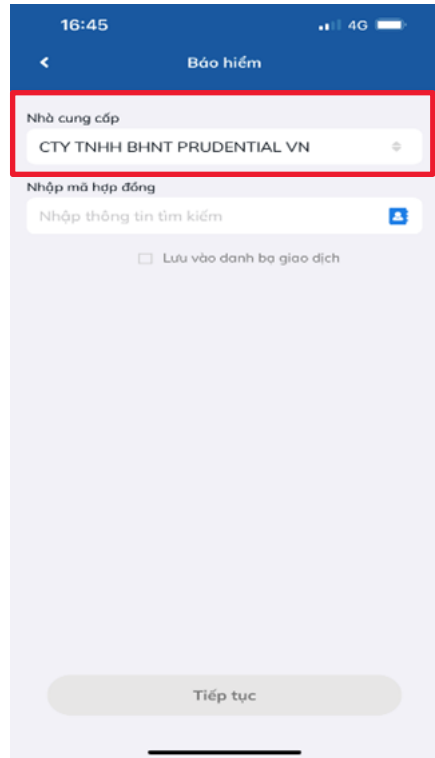 16:45
4G
Báo hiểm
Nhà cung cấp
CTY TNHH BHNT PRUDENTIAL VN
Nhập mã hợp đồng
Nhập thông tin tìm kiếm
Lưu vào danh bạ giao dịch
Tiếp tục